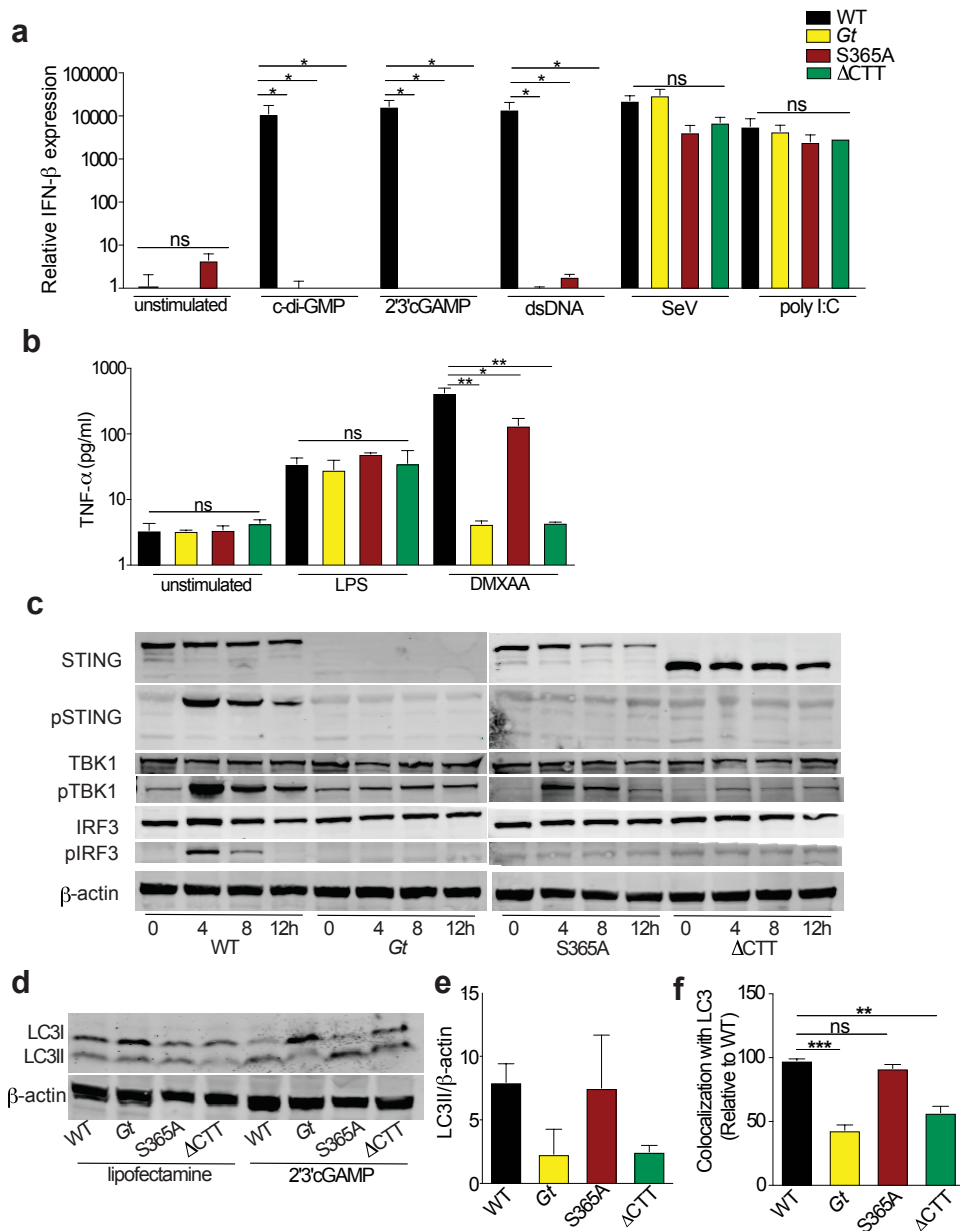 a
WT
Gt
S365A
ΔCTT
Relative IFN-β expression
100000
10000
1000
10
1
ns
*
*
*
*
*
*
*
*
*
ns
ns
unstimulated
c-di-GMP
2'3'cGAMP
dsDNA
SeV
poly I:C
b
TNF-α (pg/ml)
1000
100
10
1
ns
ns
**
*
**
unstimulated
LPS
DMXAA
c
STING
pSTING
TBK1
pTBK1
IRF3
pIRF3
β-actin
0 4 8 12h 0 4 8 12h 0 4 8 12h 0 4 8 12h
WT Gt S365A ΔCTT
d
LC3I
LC3II
β-actin
WT Gt S365A ΔCTT WT Gt S365A ΔCTT
lipofectamine 2'3'cGAMP
e
LC3II/β-actin
15
10
5
0
WT Gt S365A ΔCTT
f
Colocalization with LC3
(Relative to WT)
150
100
50
0
**
ns
***
WT Gt S365A ΔCTT